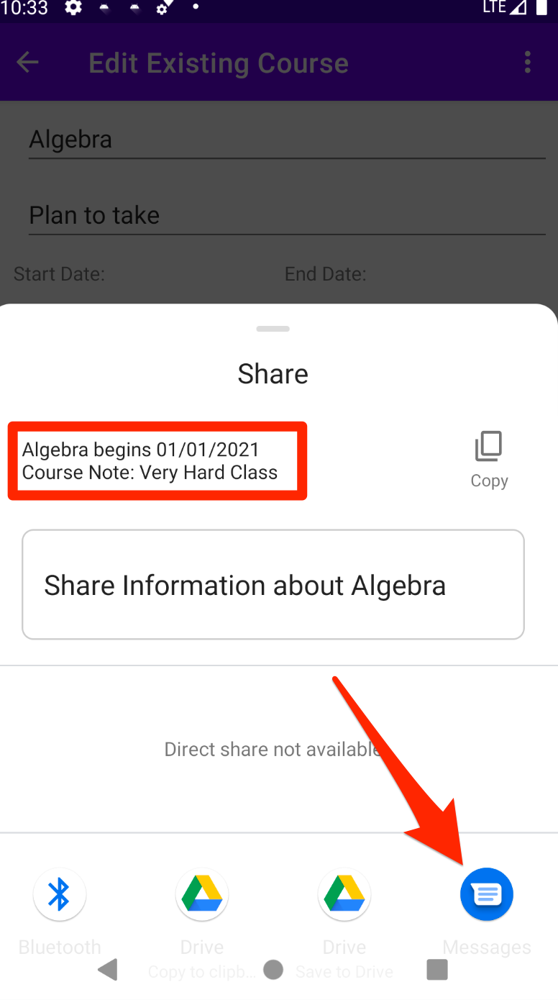 10:33 LTE
Edit Existing Course
Algebra
Plan to take
Start Date: End Date:
Share
Algebra begins 01/01/2021
Course Note: Very Hard Class
Copy
Share Information about Algebra
Direct share not available
Bluetooth Drive Drive Messages
Copy to clipb... Save to Drive